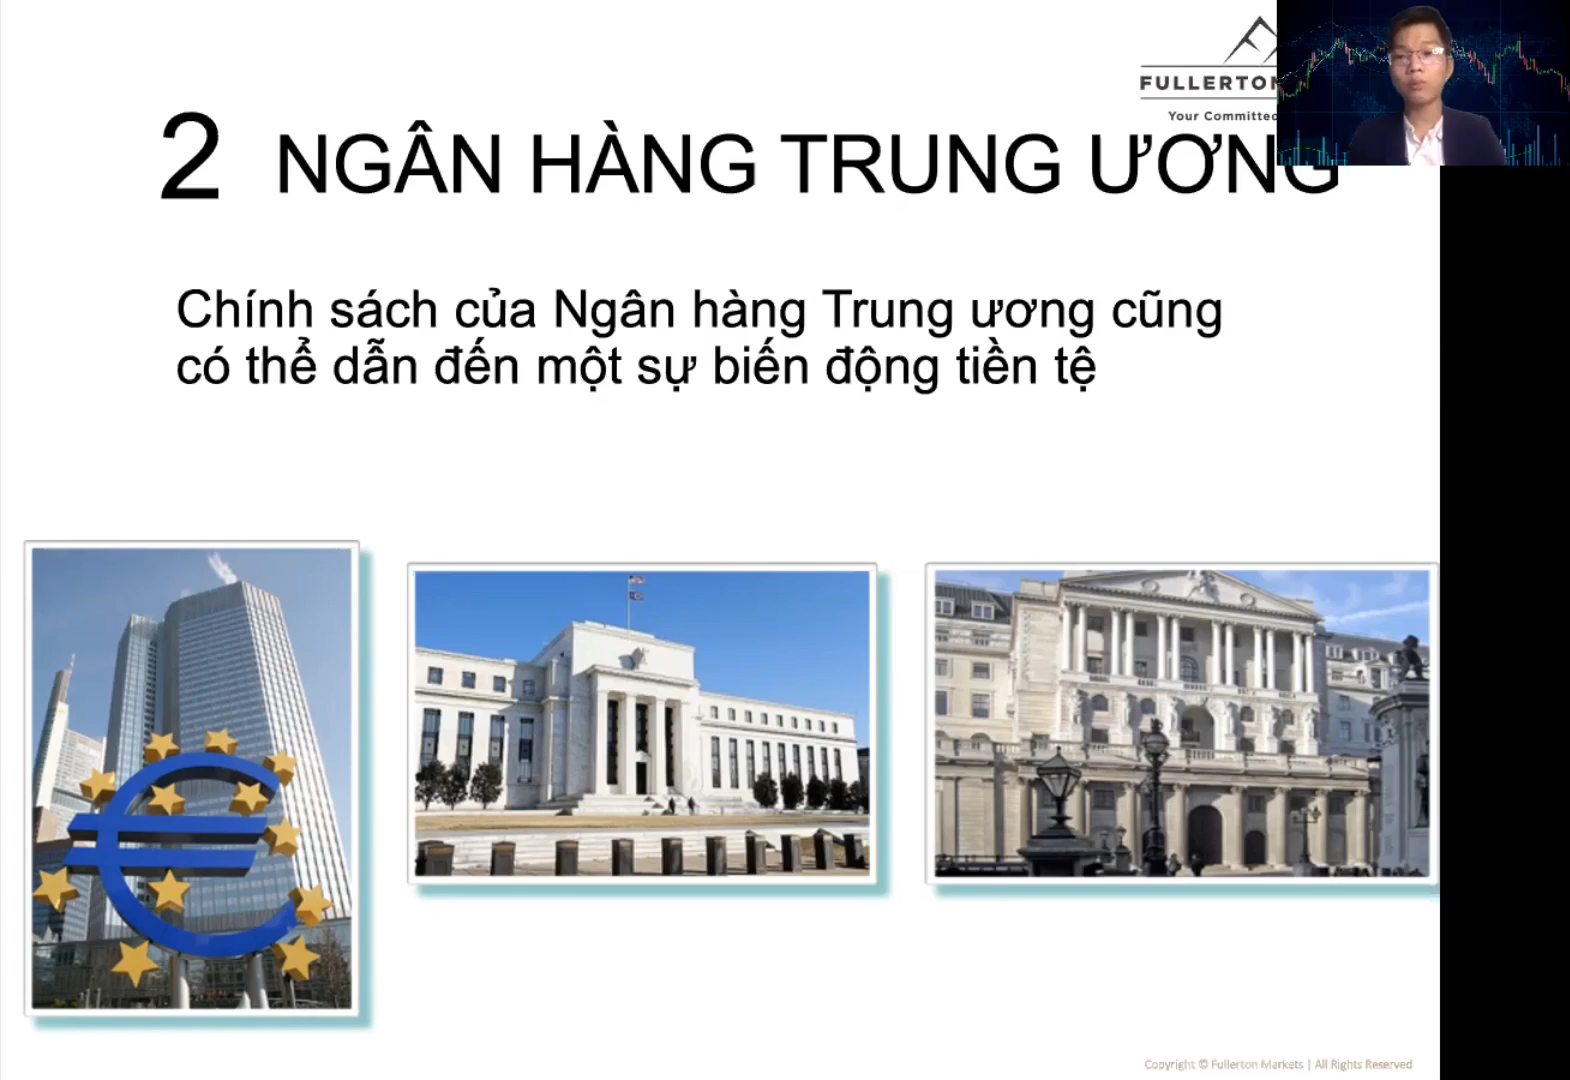 FULLERTON
Your Committed
2 NGÂN HÀNG TRUNG ƯƠNG
Chính sách của Ngân hàng Trung ương cũng
có thể dẫn đến một sự biến động tiền tệ
Copyright © Fullerton Markets | All Rights Reserved